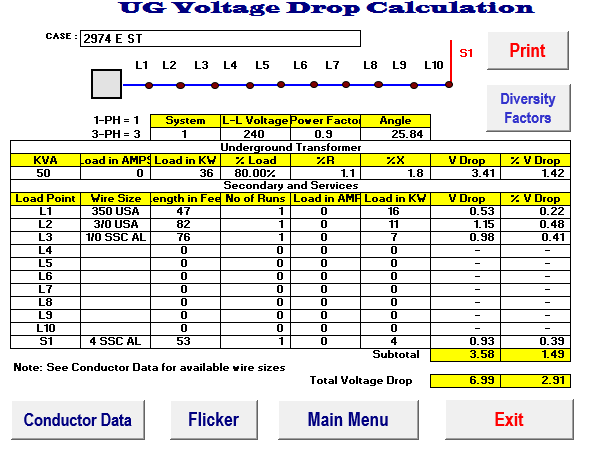 UG Voltage Drop Calculation
CASE : 2974 E ST
L1 L2 L3 L4 L5 L6 L7 L8 L9 L10 S1
Print
Diversity
Factors
1-PH = 1 System L-L Voltage Power Factor Angle
3-PH = 3 1 240 0.9 25.84
Underground Transformer
KVA Load in AMPS Load in KW % Load %R %X V Drop % V Drop
50 0 36 80.00% 1.1 1.8 3.41 1.42
Secondary and Services
Load Point Wire Size Length in Fee No of Runs Load in AMP Load in KW V Drop % V Drop
L1 350 USA 47 1 0 16 0.53 0.22
L2 3/0 USA 82 1 0 11 1.15 0.48
L3 1/0 SSC AL 76 1 0 7 0.98 0.41
L4 0 0 0 0 - -
L5 0 0 0 0 - -
L6 0 0 0 0 - -
L7 0 0 0 0 - -
L8 0 0 0 0 - -
L9 0 0 0 0 - -
L10 0 0 0 0 - -
S1 4 SSC AL 53 1 0 4 0.93 0.39
Subtotal 3.58 1.49
Note: See Conductor Data for available wire sizes
Total Voltage Drop 6.99 2.91
Conductor Data Flicker Main Menu Exit